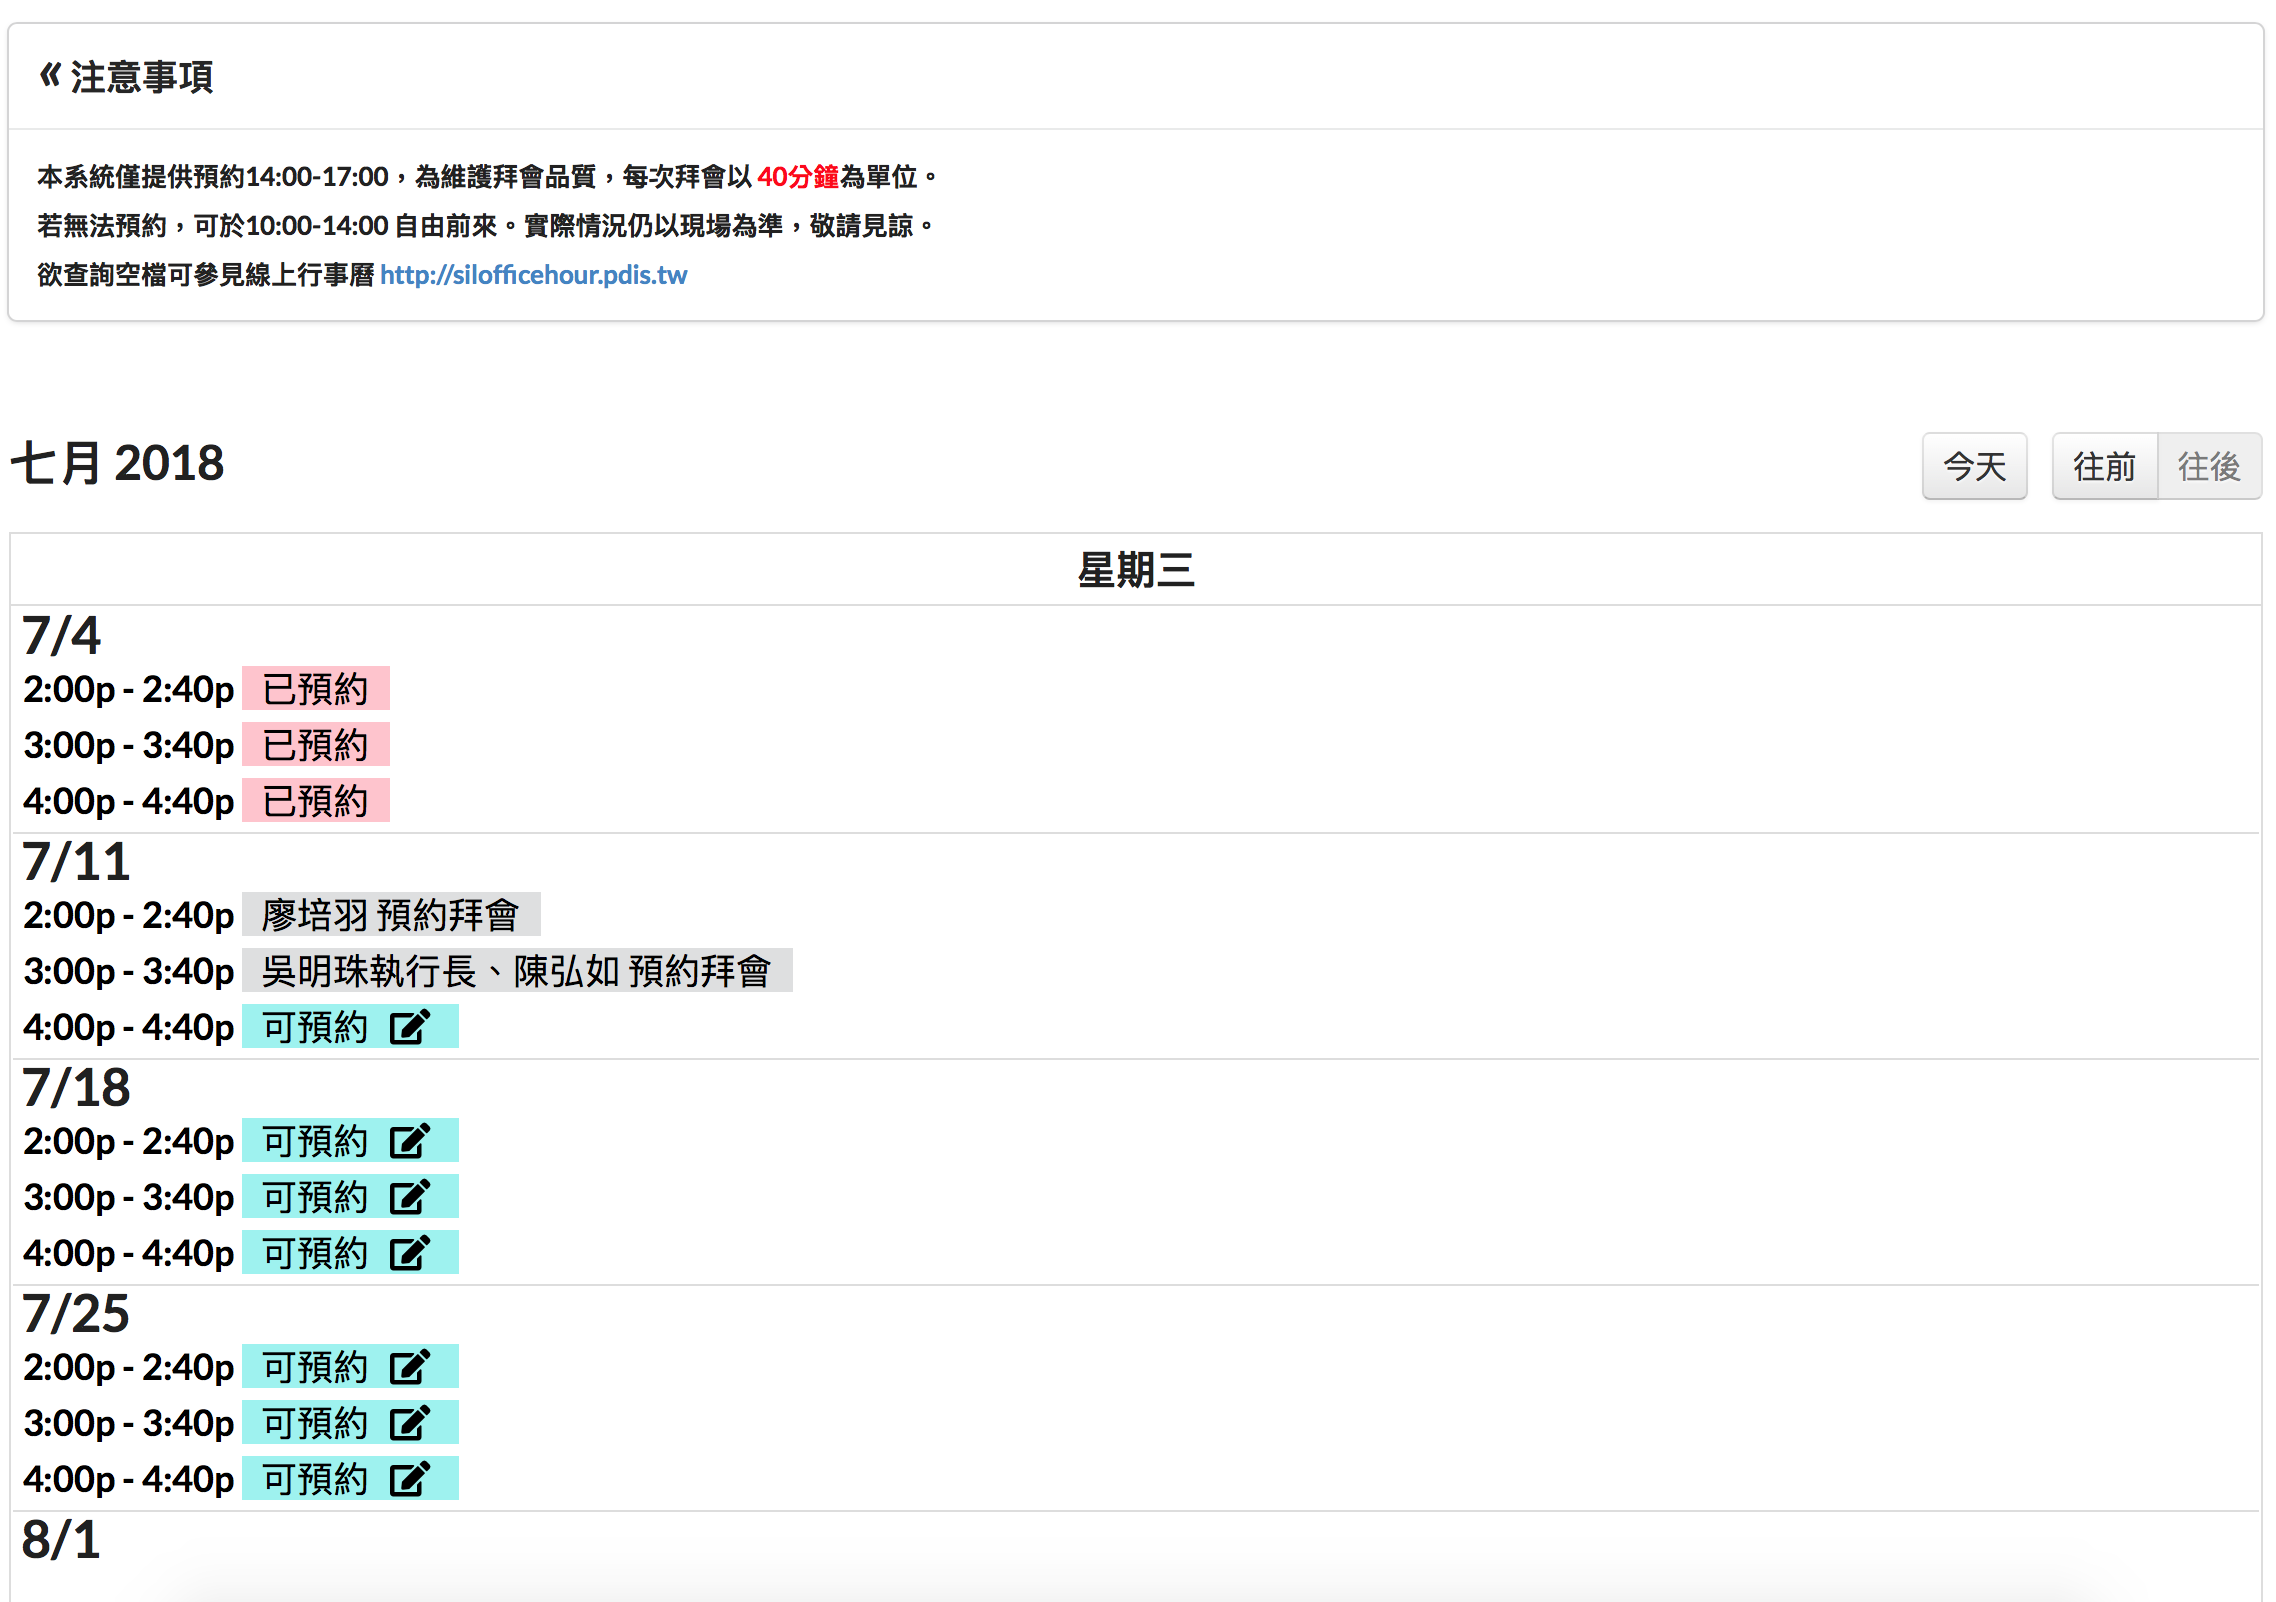 « 注意事項
本系統僅提供預約14:00-17:00，為維護拜會品質，每次拜會以 40分鐘為單位。
若無法預約，可於10:00-14:00 自由前來。實際情況仍以現場為準，敬請見諒。
欲查詢空檔可參見線上行事曆 http://silofficehour.pdis.tw
七月 2018
今天 往前 往後
星期三
7/4
2:00p - 2:40p 已預約
3:00p - 3:40p 已預約
4:00p - 4:40p 已預約
7/11
2:00p - 2:40p 廖培羽 預約拜會
3:00p - 3:40p 吳明珠執行長、陳弘如 預約拜會
4:00p - 4:40p 可預約
7/18
2:00p - 2:40p 可預約
3:00p - 3:40p 可預約
4:00p - 4:40p 可預約
7/25
2:00p - 2:40p 可預約
3:00p - 3:40p 可預約
4:00p - 4:40p 可預約
8/1